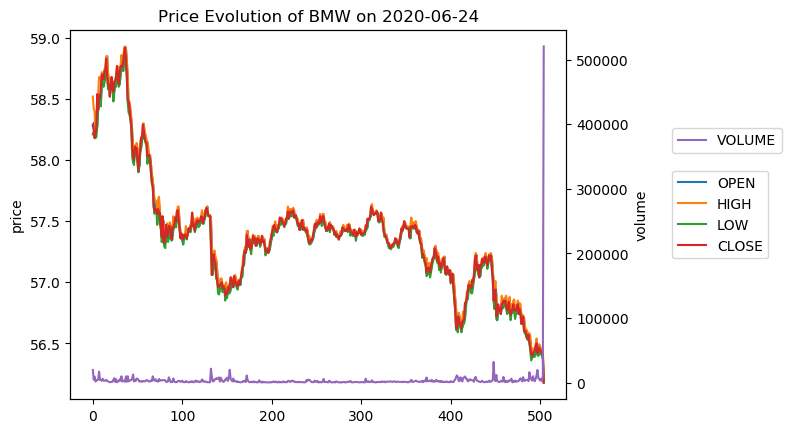 Price Evolution of BMW on 2020-06-24
59.0
58.5
58.0
57.5
57.0
56.5
price
0
100
200
300
400
500
500000
400000
300000
200000
100000
0
volume
VOLUME
OPEN
HIGH
LOW
CLOSE